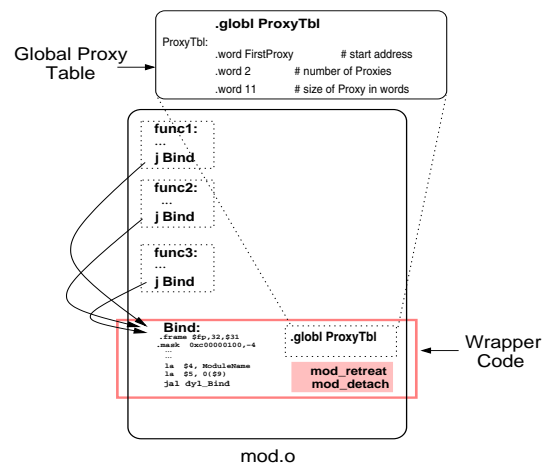 .globl ProxyTbl
ProxyTbl:
.word FirstProxy # start address
.word 2 # number of Proxies
.word 11 # size of Proxy in words
Global Proxy
Table
func1:
...
j Bind
func2:
...
j Bind
func3:
...
j Bind
Bind:
.frame $fp,32,$31
.mask 0xc00000100,-4
...
...
la $4, ModuleName
la $5, 0($9)
jal dyl_Bind
.globl ProxyTbl
mod_retreat
mod_detach
Wrapper
Code
mod.o